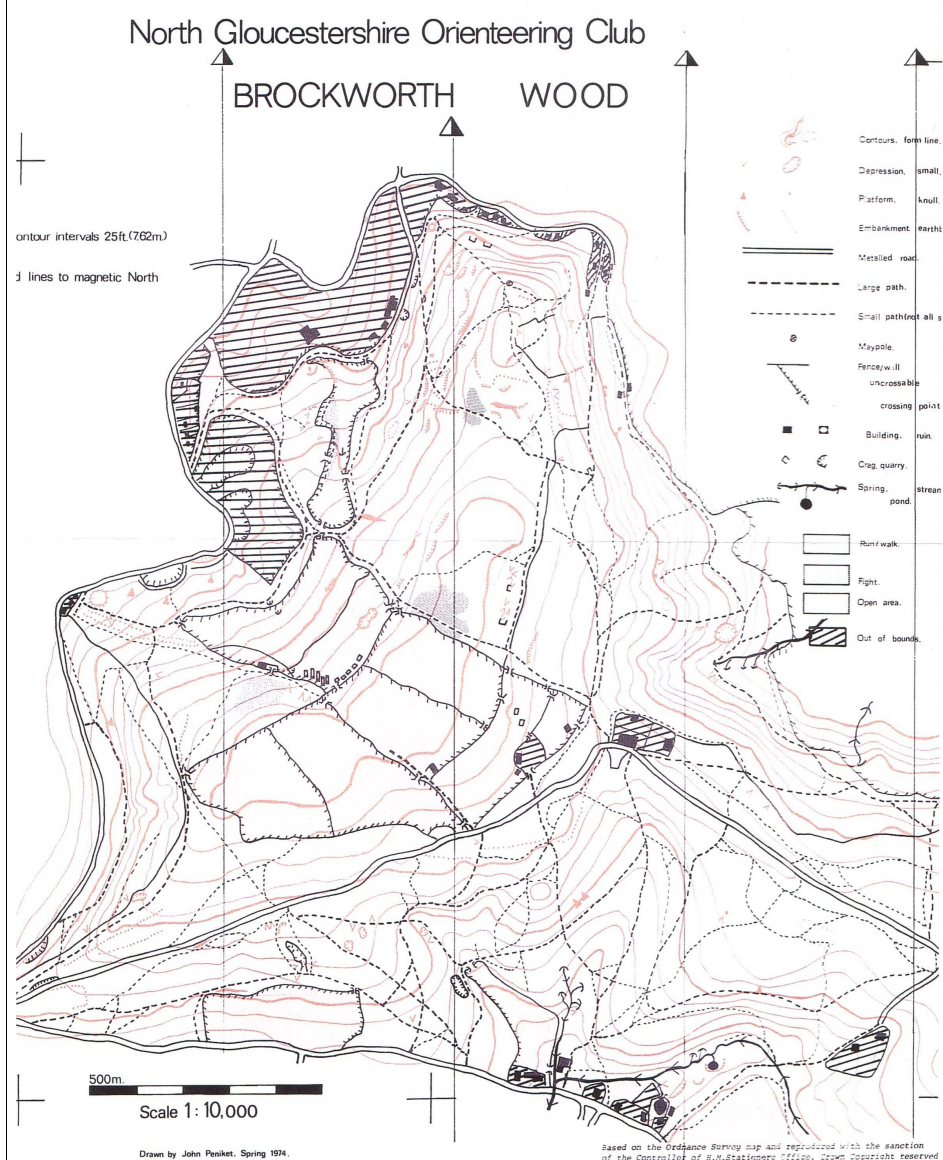 North Gloucestershire Orienteering Club
BROCKWORTH WOOD
ontour intervals 25ft.(7.62m.)
d lines to magnetic North
Contours, form line,
Depression, small,
Platform, knoll.
Embankment, earthb
Metalled road.
Large path.
Small path(not all s
Maypole.
Fence/wall
uncrossable
crossing point
Building, ruin.
Crag, quarry.
Spring, stream
pond.
Run/walk.
Fight.
Open area.
Out of bounds.
500m.
Scale 1:10,000
Drawn by John Peniket. Spring 1974.
Based on the Ordnance Survey map and reproduced with the sanction
of the Controller of H.M.Stationery Office. Crown Copyright reserved